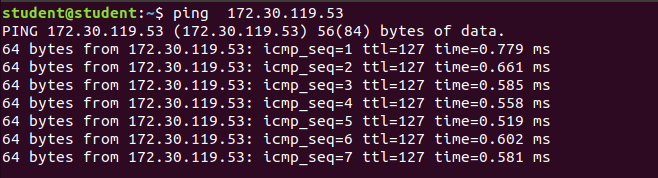 student@student:~$ ping  172.30.119.53
PING 172.30.119.53 (172.30.119.53) 56(84) bytes of data.
64 bytes from 172.30.119.53: icmp_seq=1 ttl=127 time=0.779 ms
64 bytes from 172.30.119.53: icmp_seq=2 ttl=127 time=0.661 ms
64 bytes from 172.30.119.53: icmp_seq=3 ttl=127 time=0.585 ms
64 bytes from 172.30.119.53: icmp_seq=4 ttl=127 time=0.558 ms
64 bytes from 172.30.119.53: icmp_seq=5 ttl=127 time=0.519 ms
64 bytes from 172.30.119.53: icmp_seq=6 ttl=127 time=0.602 ms
64 bytes from 172.30.119.53: icmp_seq=7 ttl=127 time=0.581 ms